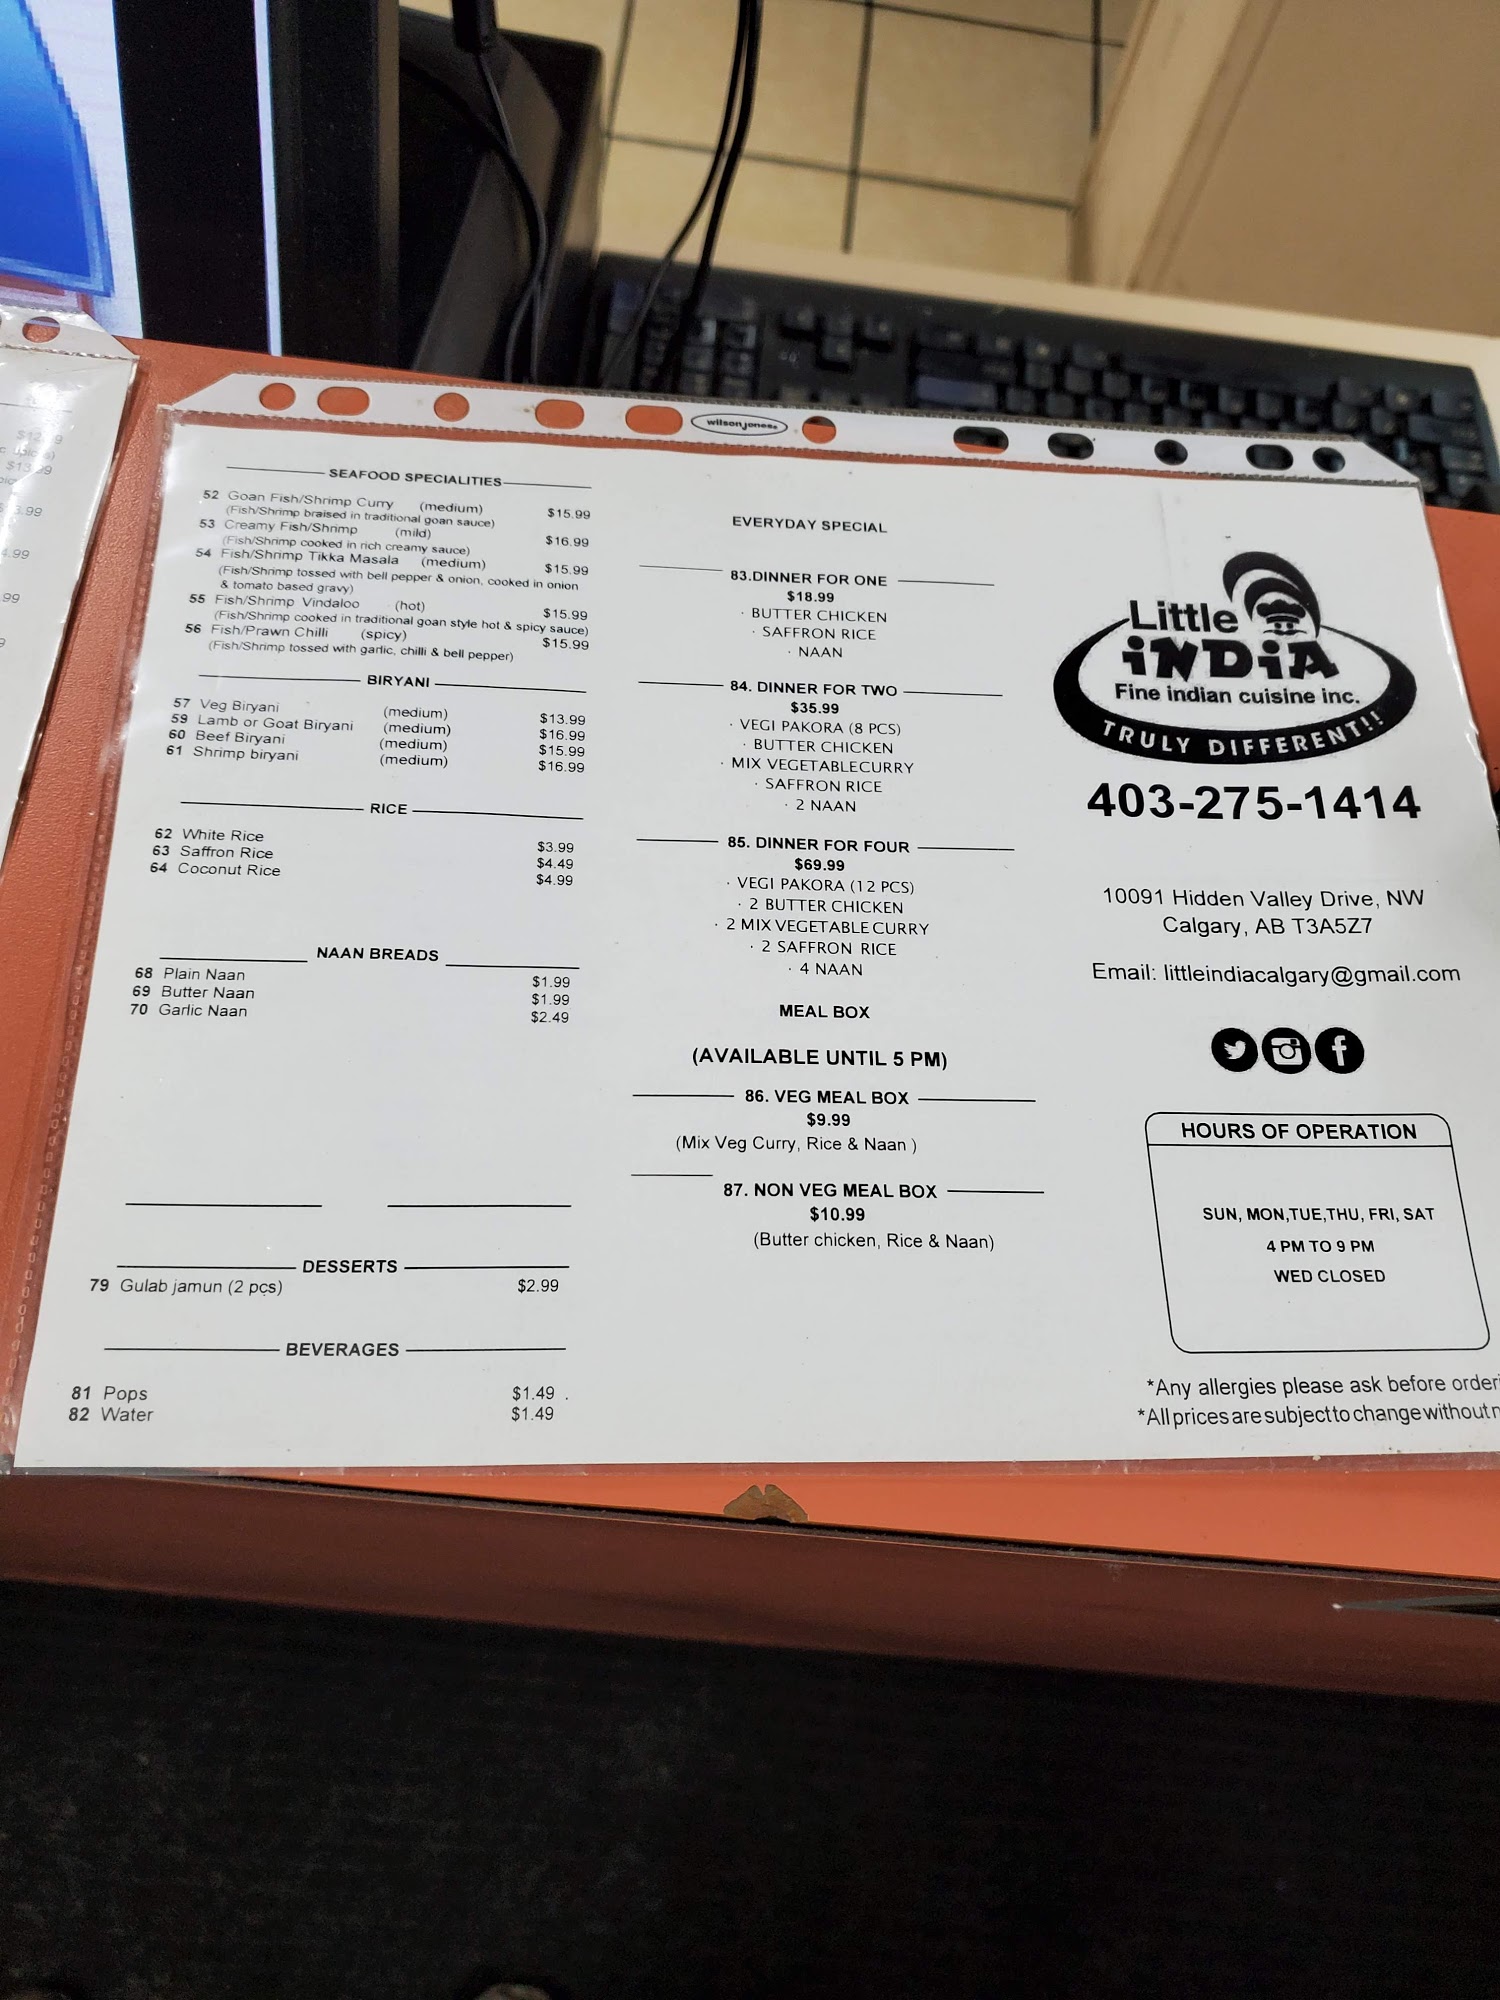 wilsonjones
SEAFOOD SPECIALITIES
52 Goan Fish/Shrimp Curry (medium) $15.99
(Fish/Shrimp braised in traditional goan sauce)
53 Creamy Fish/Shrimp (mild) $16.99
(Fish/Shrimp cooked in rich creamy sauce)
54 Fish/Shrimp Tikka Masala (medium) $15.99
(Fish/Shrimp tossed with bell pepper & onion, cooked in onion
& tomato based gravy)
55 Fish/Shrimp Vindaloo (hot) $15.99
(Fish/Shrimp cooked in traditional goan style hot & spicy sauce)
56 Fish/Prawn Chilli (spicy) $15.99
(Fish/Shrimp tossed with garlic, chilli & bell pepper)
BIRYANI
57 Veg Biryani (medium) $13.99
59 Lamb or Goat Biryani (medium) $16.99
60 Beef Biryani (medium) $15.99
61 Shrimp biryani (medium) $16.99
RICE
62 White Rice $3.99
63 Saffron Rice $4.49
64 Coconut Rice $4.99
NAAN BREADS
68 Plain Naan $1.99
69 Butter Naan $1.99
70 Garlic Naan $2.49
DESSERTS
79 Gulab jamun (2 pcs) $2.99
BEVERAGES
81 Pops $1.49 .
82 Water $1.49
EVERYDAY SPECIAL
83.DINNER FOR ONE
$18.99
· BUTTER CHICKEN
· SAFFRON RICE
· NAAN
84. DINNER FOR TWO
$35.99
· VEGI PAKORA (8 PCS)
· BUTTER CHICKEN
· MIX VEGETABLECURRY
· SAFFRON RICE
· 2 NAAN
85. DINNER FOR FOUR
$69.99
· VEGI PAKORA (12 PCS)
· 2 BUTTER CHICKEN
· 2 MIX VEGETABLE CURRY
· 2 SAFFRON RICE
· 4 NAAN
MEAL BOX
(AVAILABLE UNTIL 5 PM)
86. VEG MEAL BOX
$9.99
(Mix Veg Curry, Rice & Naan )
87. NON VEG MEAL BOX
$10.99
(Butter chicken, Rice & Naan)
Little
iNDiA
Fine indian cuisine inc.
TRULY DIFFERENT!!
403-275-1414
10091 Hidden Valley Drive, NW
Calgary, AB T3A5Z7
Email: littleindiacalgary@gmail.com
HOURS OF OPERATION
SUN, MON,TUE,THU, FRI, SAT
4 PM TO 9 PM
WED CLOSED
*Any allergies please ask before orderi
*All prices are subject to change without n